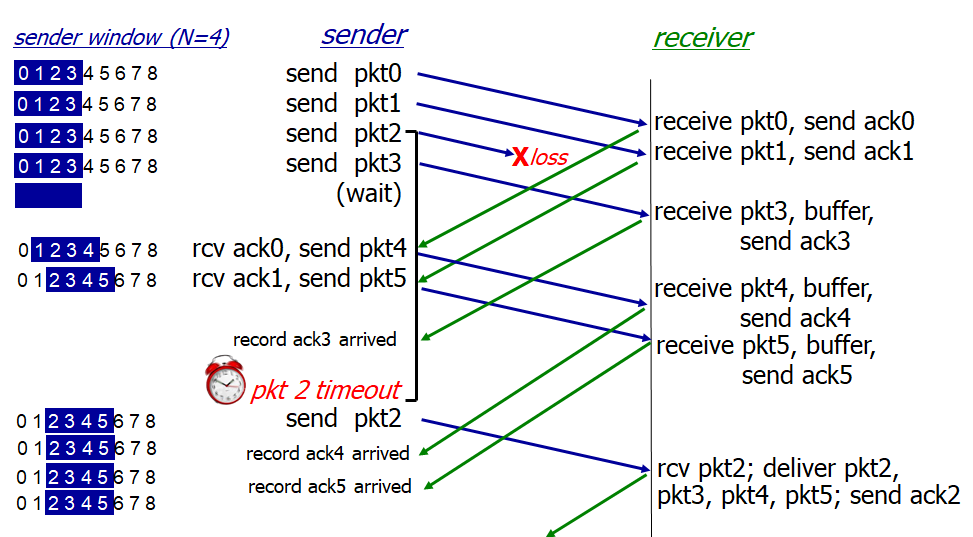 sender window (N=4) sender receiver
0 1 2 3 4 5 6 7 8 send pkt0
0 1 2 3 4 5 6 7 8 send pkt1
0 1 2 3 4 5 6 7 8 send pkt2
0 1 2 3 4 5 6 7 8 send pkt3
(wait)
X loss
receive pkt0, send ack0
receive pkt1, send ack1
receive pkt3, buffer,
send ack3
0 1 2 3 4 5 6 7 8 rcv ack0, send pkt4
0 1 2 3 4 5 6 7 8 rcv ack1, send pkt5
receive pkt4, buffer,
send ack4
receive pkt5, buffer,
send ack5
record ack3 arrived
pkt 2 timeout
0 1 2 3 4 5 6 7 8 send pkt2
0 1 2 3 4 5 6 7 8 record ack4 arrived
0 1 2 3 4 5 6 7 8 record ack5 arrived
0 1 2 3 4 5 6 7 8
rcv pkt2; deliver pkt2,
pkt3, pkt4, pkt5; send ack2